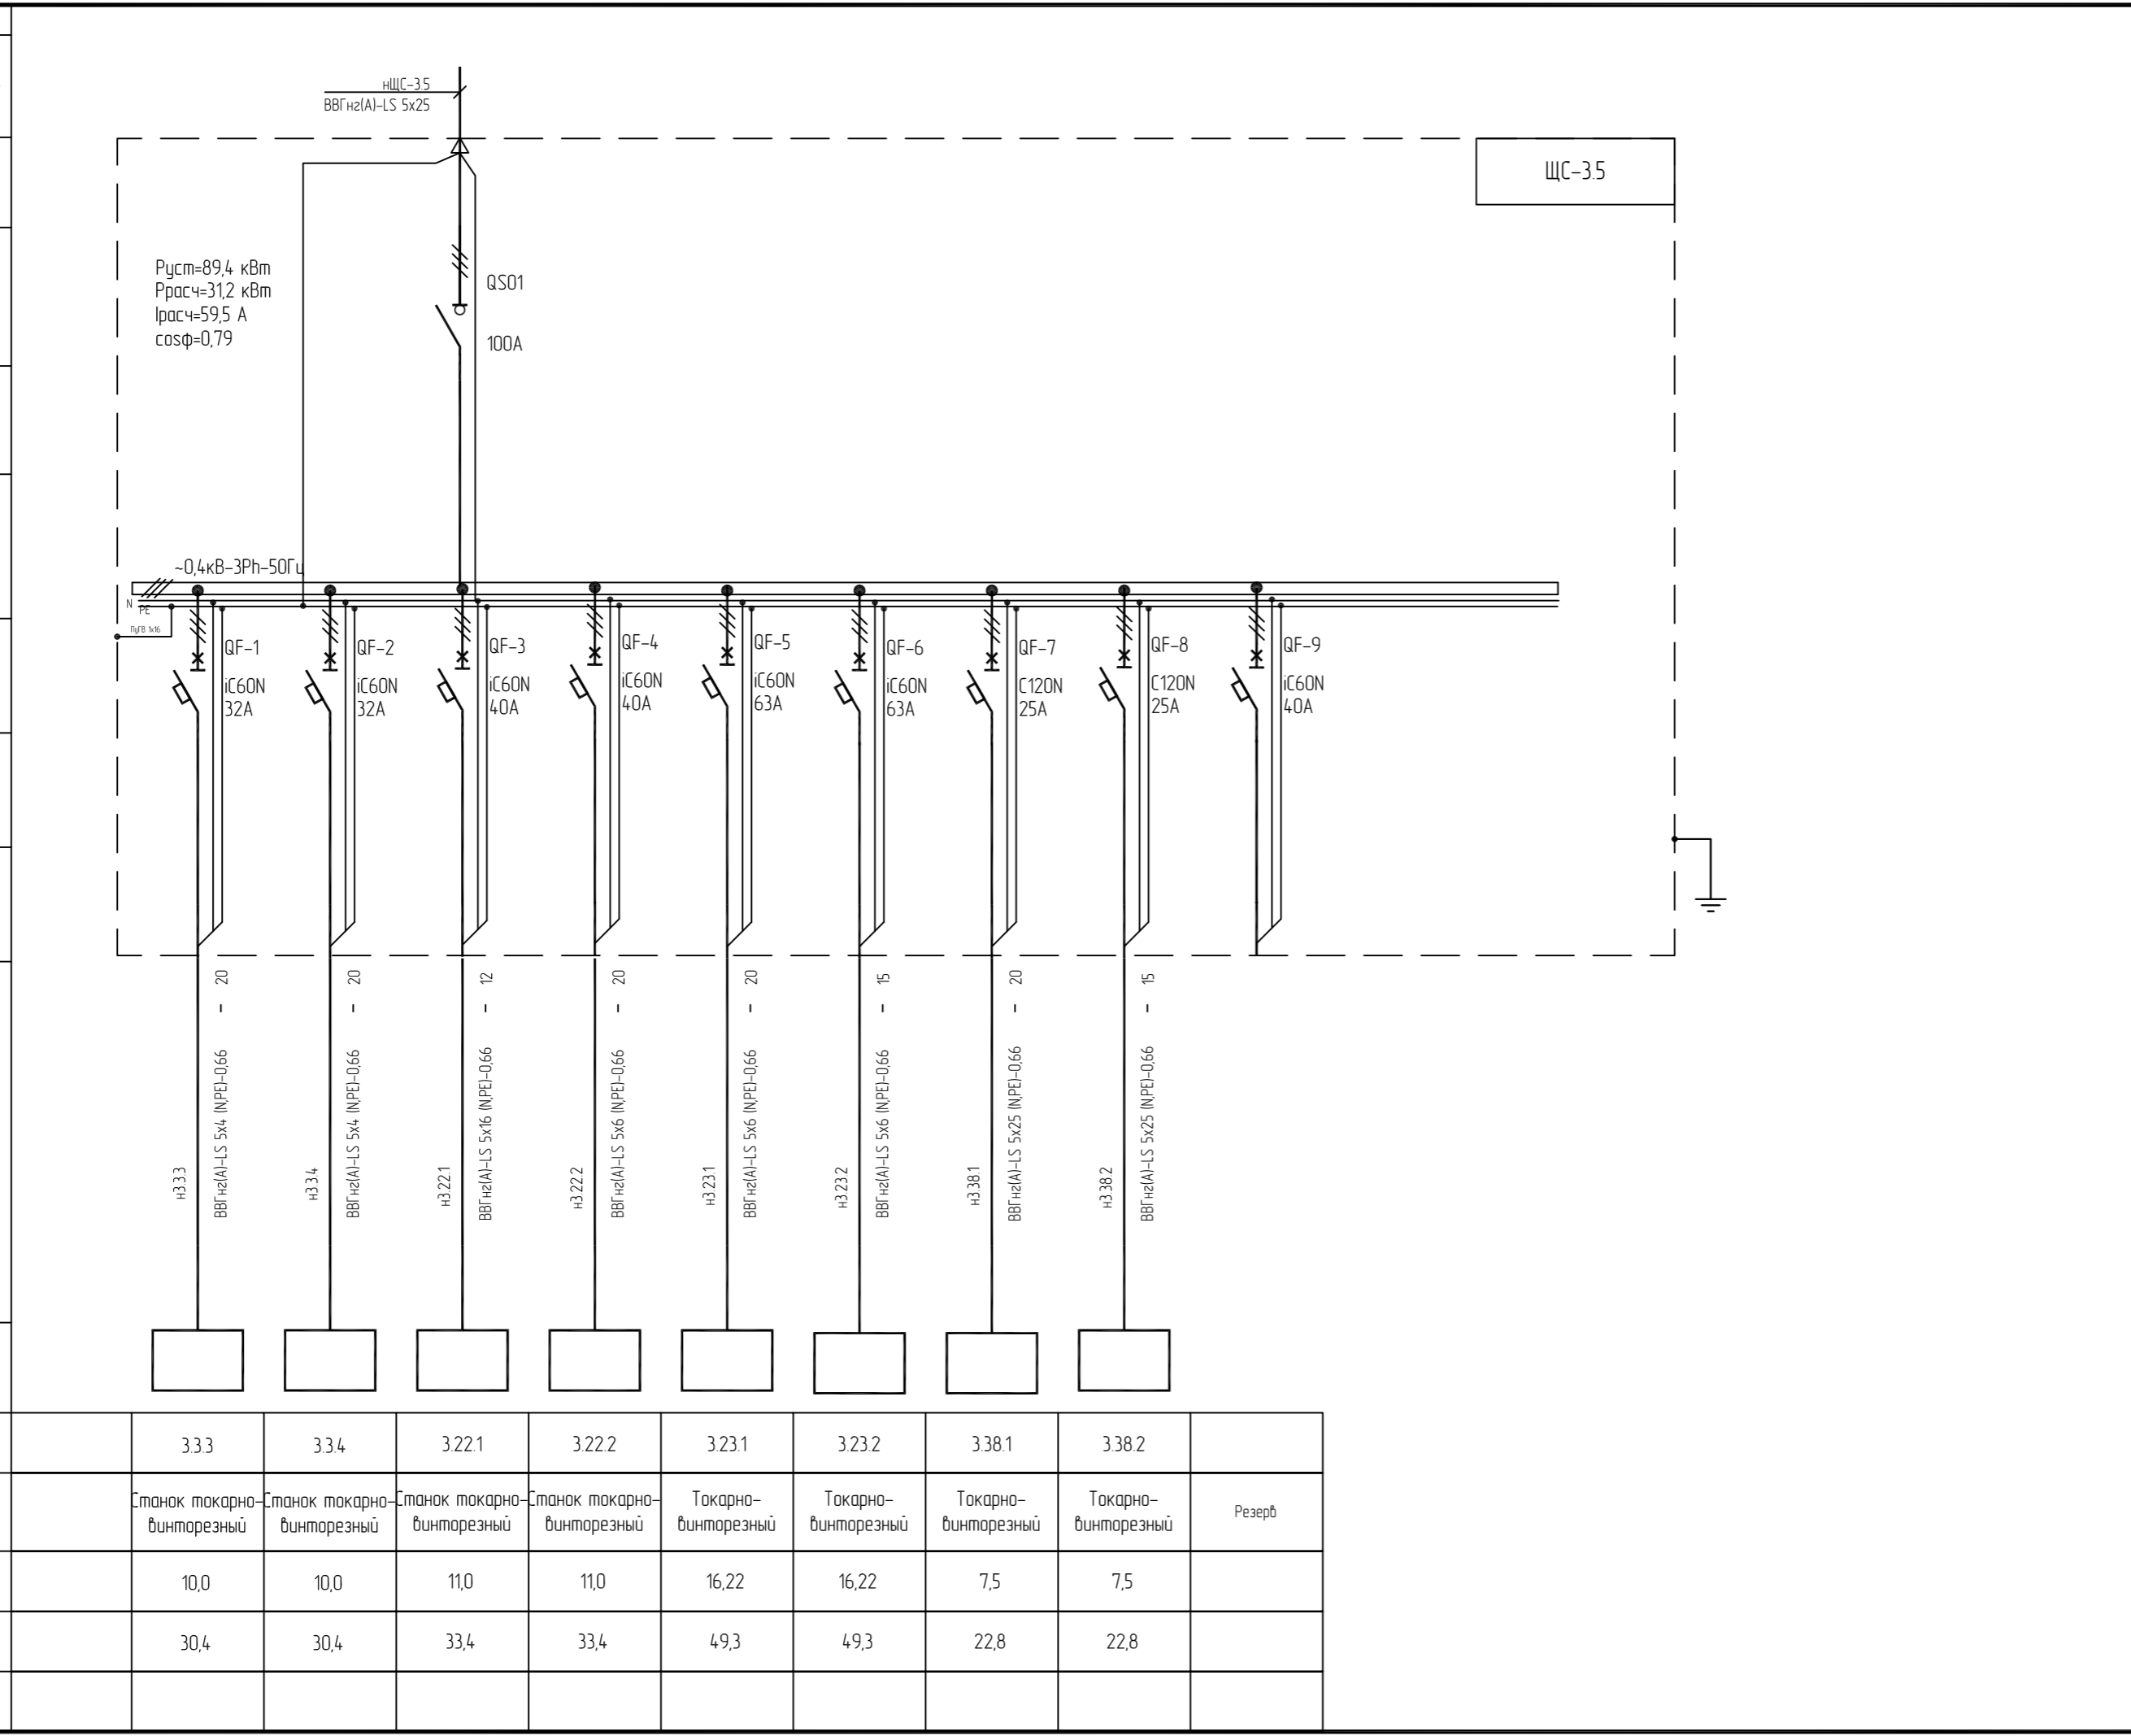 нЩС-3.5
ВВГнг(А)-LS 5х25
ЩС-3.5
Руст=89,4 кВт
Ррасч=31,2 кВт
Iрасч=59,5 А
cosφ=0,79
QS01
100А
~0,4кВ-3Ph-50Гц
N
PE
ПуГВ 1х16
QF-1
iC60N
32А
QF-2
iC60N
32А
QF-3
iC60N
40А
QF-4
iC60N
40А
QF-5
iC60N
63А
QF-6
iC60N
63А
QF-7
C120N
25А
QF-8
C120N
25А
QF-9
iC60N
40А
н3.3.3
ВВГнг(А)-LS 5х4 (N,PE)-0,66 - 20
н3.3.4
ВВГнг(А)-LS 5х4 (N,PE)-0,66 - 20
н3.22.1
ВВГнг(А)-LS 5х16 (N,PE)-0,66 - 12
н3.22.2
ВВГнг(А)-LS 5х6 (N,PE)-0,66 - 20
н3.23.1
ВВГнг(А)-LS 5х6 (N,PE)-0,66 - 20
н3.23.2
ВВГнг(А)-LS 5х6 (N,PE)-0,66 - 15
н3.38.1
ВВГнг(А)-LS 5х25 (N,PE)-0,66 - 20
н3.38.2
ВВГнг(А)-LS 5х25 (N,PE)-0,66 - 15
3.3.3 3.3.4 3.22.1 3.22.2 3.23.1 3.23.2 3.38.1 3.38.2
Станок токарно-
винторезный
Станок токарно-
винторезный
Станок токарно-
винторезный
Станок токарно-
винторезный
Токарно-
винторезный
Токарно-
винторезный
Токарно-
винторезный
Токарно-
винторезный
Резерв
10,0 10,0 11,0 11,0 16,22 16,22 7,5 7,5
30,4 30,4 33,4 33,4 49,3 49,3 22,8 22,8